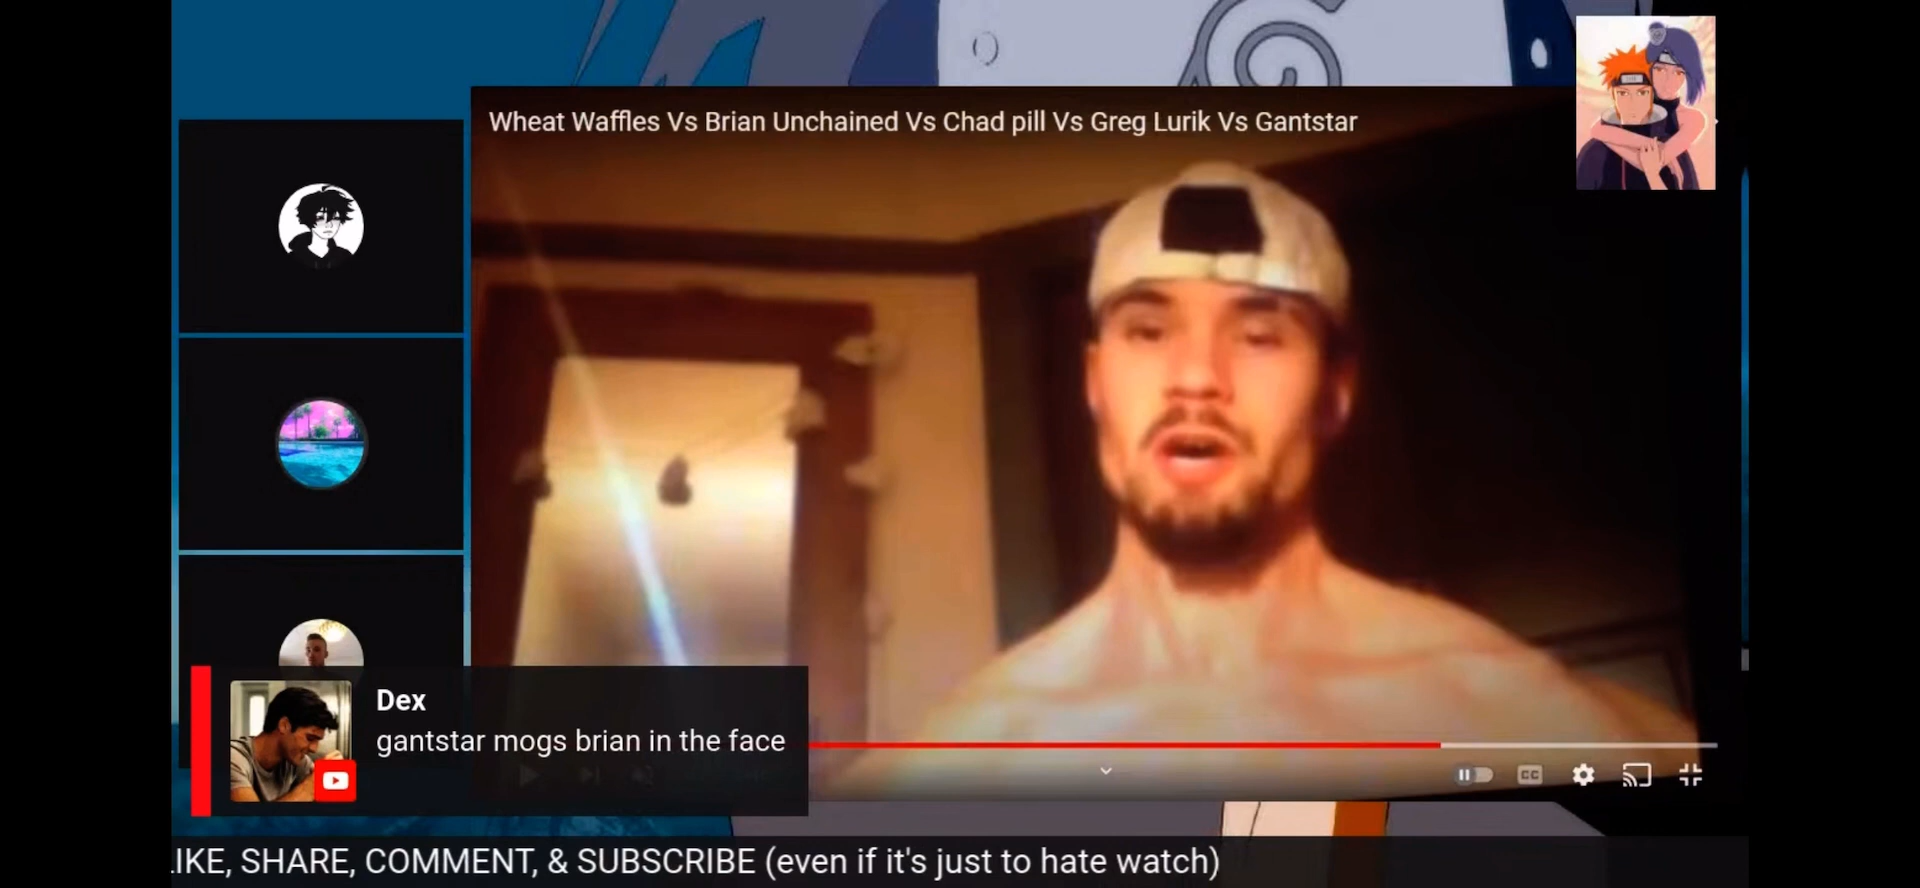 Wheat Waffles Vs Brian Unchained Vs Chad pill Vs Greg Lurik Vs Gantstar
Dex
gantstar mogs brian in the face
CC
IKE, SHARE, COMMENT, & SUBSCRIBE (even if it's just to hate watch)